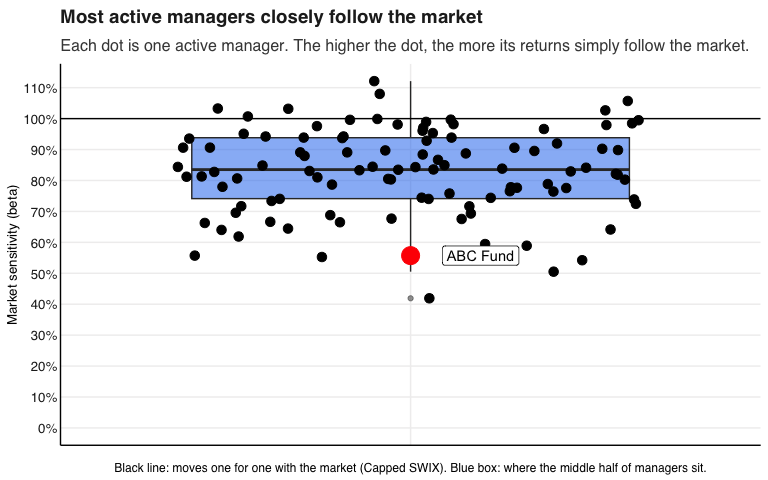 Most active managers closely follow the market
Each dot is one active manager. The higher the dot, the more its returns simply follow the market.
Market sensitivity (beta)
110%
100%
90%
80%
70%
60%
50%
40%
30%
20%
10%
0%
ABC Fund
Black line: moves one for one with the market (Capped SWIX). Blue box: where the middle half of managers sit.